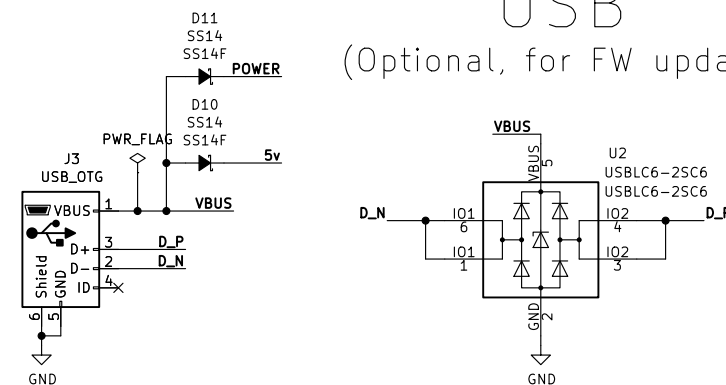 D11
SS14
SS14F
POWER
D10
SS14
SS14F
5v
PWR_FLAG
J3
USB_OTG
VBUS
1
VBUS
D+
3
D_P
D-
2
D_N
ID
4
Shield
GND
6
5
GND
USB
(Optional, for FW upda
VBUS
VBUS
5
U2
USBLC6-2SC6
USBLC6-2SC6
D_N
IO1
6
IO1
1
IO2
4
IO2
3
GND
2
GND